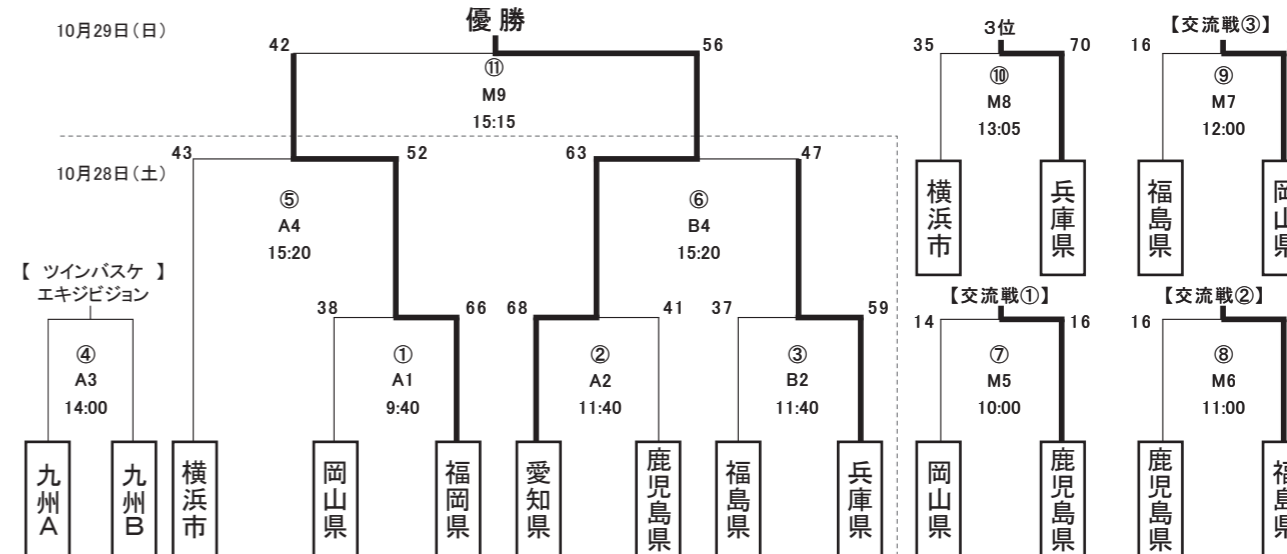 10月29日(日)
優勝
42
56
⑪
M9
15:15
3位
35
70
⑩
M8
13:05
横浜市
兵庫県
【交流戦③】
16
⑨
M7
12:00
福島県
岡山県
10月28日(土)
43
52
⑤
A4
15:20
63
47
⑥
B4
15:20
【 ツインバスケ 】
エキジビジョン
④
A3
14:00
九州A
九州B
横浜市
38
66
①
A1
9:40
岡山県
福岡県
68
41
②
A2
11:40
愛知県
鹿児島県
37
59
③
B2
11:40
福島県
兵庫県
【交流戦①】
14
16
⑦
M5
10:00
岡山県
鹿児島県
【交流戦②】
16
⑧
M6
11:00
鹿児島県
福島県